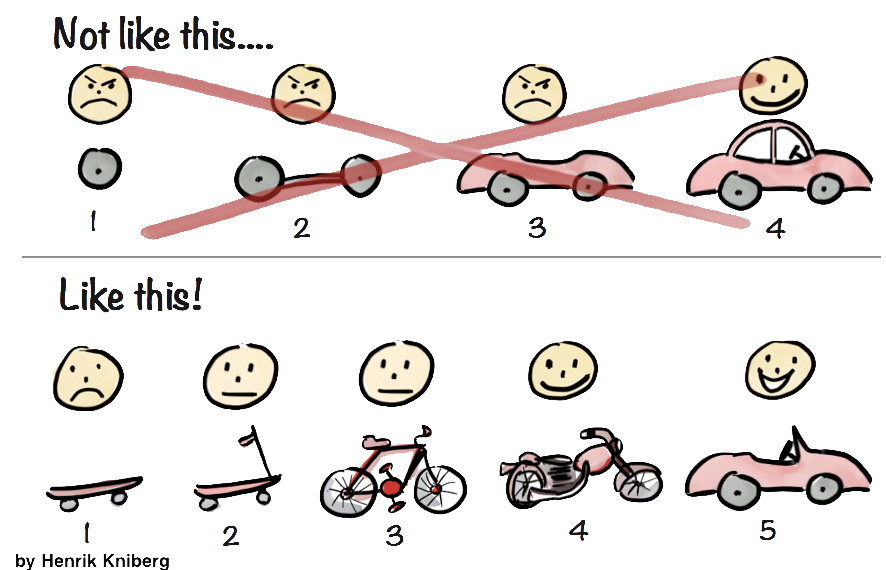 Not like this....
1 2 3 4
Like this!
1 2 3 4 5
by Henrik Kniberg